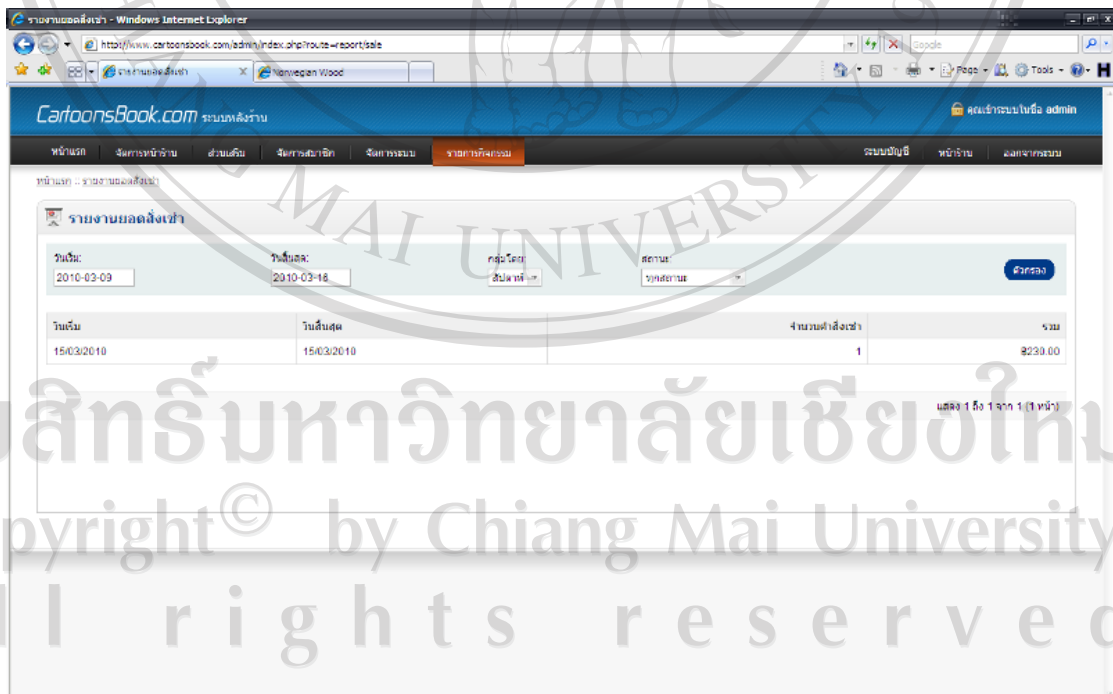 รายงานยอดสั่งเช่า - Windows Internet Explorer
http://www.cartoonsbook.com/admin/index.php?route=report/sale
Google
รายงานยอดสั่งเช่า
Norwegian Wood
Page
Tools
CartoonsBook.com ระบบหลังร้าน
คุณเข้าระบบในชื่อ admin
หน้าแรก
จัดการหน้าร้าน
ส่วนเสริม
จัดการสมาชิก
จัดการระบบ
รายการกิจกรรม
ระบบบัญชี
หน้าร้าน
ออกจากระบบ
หน้าแรก :: รายงานยอดสั่งเช่า
รายงานยอดสั่งเช่า
วันเริ่ม:
วันสิ้นสุด:
กลุ่มโดย:
สถานะ:
2010-03-09
2010-03-16
สัปดาห์
ทุกสถานะ
ตัวกรอง
วันเริ่ม
วันสิ้นสุด
จำนวนคำสั่งเช่า
รวม
15/03/2010
15/03/2010
1
฿230.00
แสดง 1 ถึง 1 จาก 1 (1 หน้า)
MAI UNIVERS
สิทธิ์มหาวิทยาลัยเชียงใหม
pyright© by Chiang Mai University
rights reserved